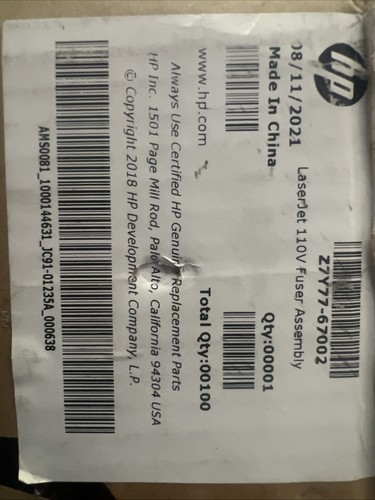 hp
Z7Y77-67002
LaserJet 110V Fuser Assembly
08/11/2021
Made In China
Qty:00001
www.hp.com
Total Qty:00100
Always Use Certified HP Genuine Replacement Parts
HP Inc. 1501 Page Mill Rod, Palo Alto, California 94304 USA
© Copyright 2018 HP Development Company, L.P.
AMS0081_1000144631_JC91-01235A_000638